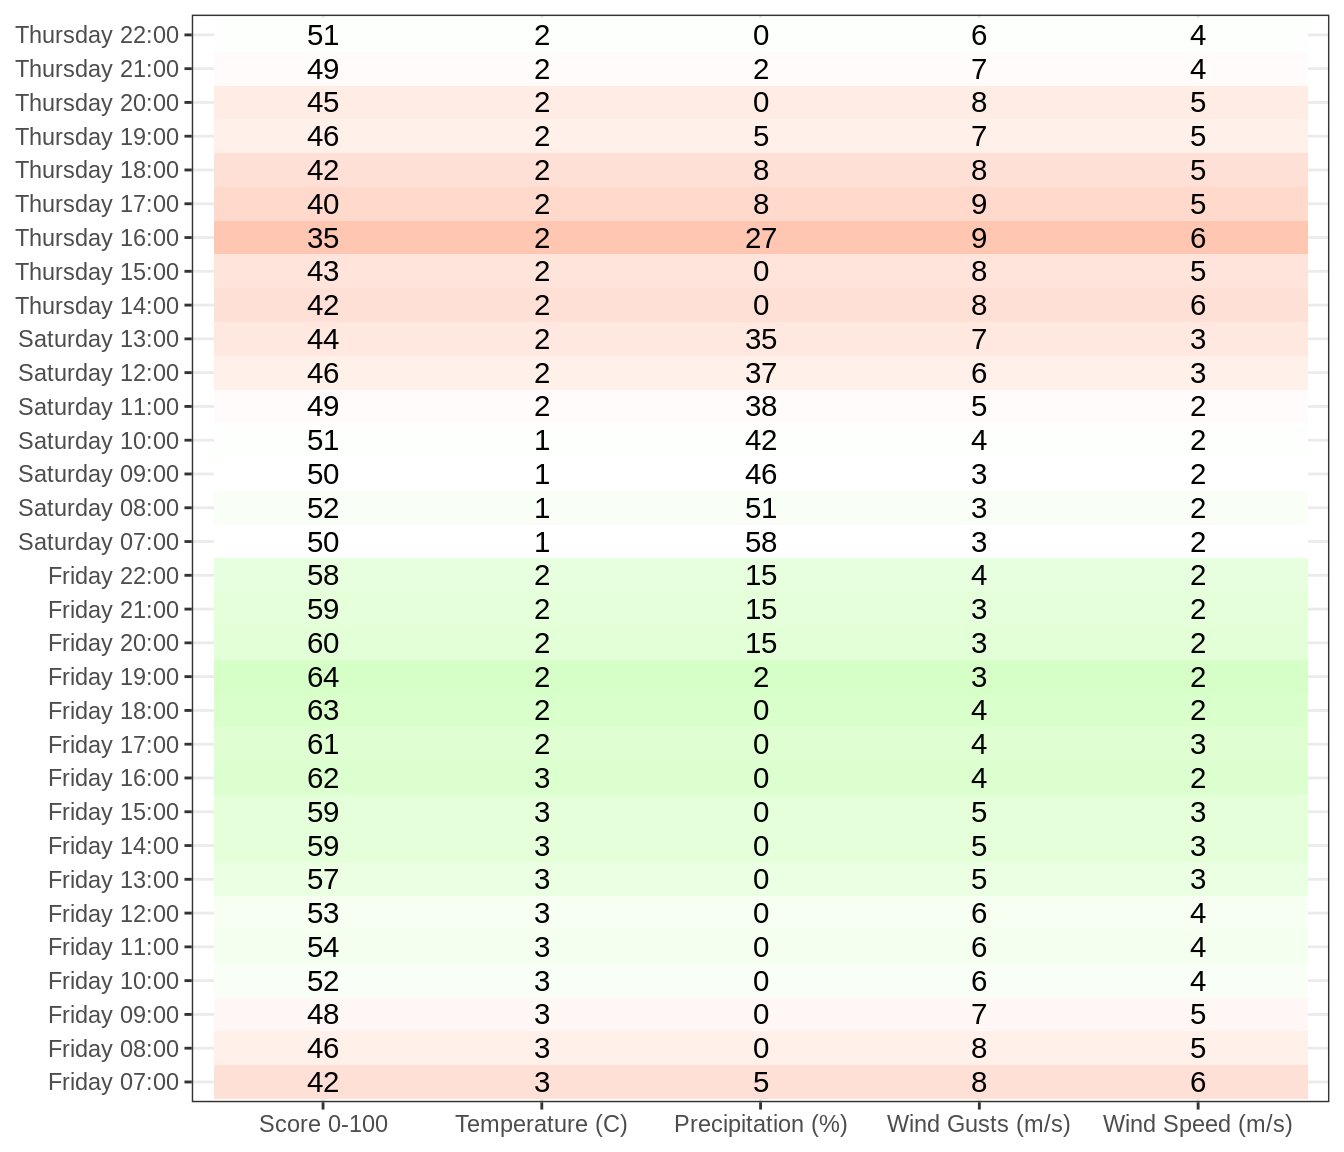 Thursday 22:00 51 2 0 6 4
Thursday 21:00 49 2 2 7 4
Thursday 20:00 45 2 0 8 5
Thursday 19:00 46 2 5 7 5
Thursday 18:00 42 2 8 8 5
Thursday 17:00 40 2 8 9 5
Thursday 16:00 35 2 27 9 6
Thursday 15:00 43 2 0 8 5
Thursday 14:00 42 2 0 8 6
Saturday 13:00 44 2 35 7 3
Saturday 12:00 46 2 37 6 3
Saturday 11:00 49 2 38 5 2
Saturday 10:00 51 1 42 4 2
Saturday 09:00 50 1 46 3 2
Saturday 08:00 52 1 51 3 2
Saturday 07:00 50 1 58 3 2
Friday 22:00 58 2 15 4 2
Friday 21:00 59 2 15 3 2
Friday 20:00 60 2 15 3 2
Friday 19:00 64 2 2 3 2
Friday 18:00 63 2 0 4 2
Friday 17:00 61 2 0 4 3
Friday 16:00 62 3 0 4 2
Friday 15:00 59 3 0 5 3
Friday 14:00 59 3 0 5 3
Friday 13:00 57 3 0 5 3
Friday 12:00 53 3 0 6 4
Friday 11:00 54 3 0 6 4
Friday 10:00 52 3 0 6 4
Friday 09:00 48 3 0 7 5
Friday 08:00 46 3 0 8 5
Friday 07:00 42 3 5 8 6
Score 0-100 Temperature (C) Precipitation (%) Wind Gusts (m/s) Wind Speed (m/s)